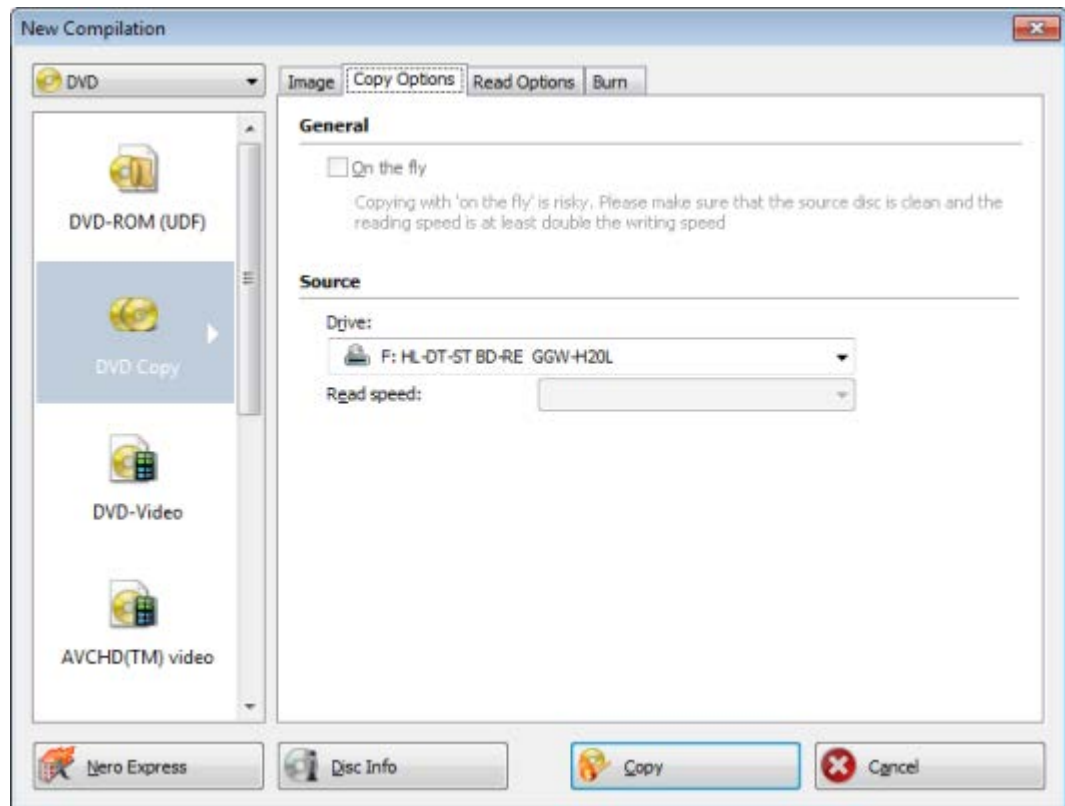 New Compilation
DVD
Image Copy Options Read Options Burn
General
On the fly
Copying with 'on the fly' is risky. Please make sure that the source disc is clean and the
reading speed is at least double the writing speed
DVD-ROM (UDF)
Source
Drive:
F: HL-DT-ST BD-RE GGW-H20L
DVD Copy
Read speed:
DVD-Video
AVCHD(TM) video
Nero Express
Disc Info
Copy
Cancel